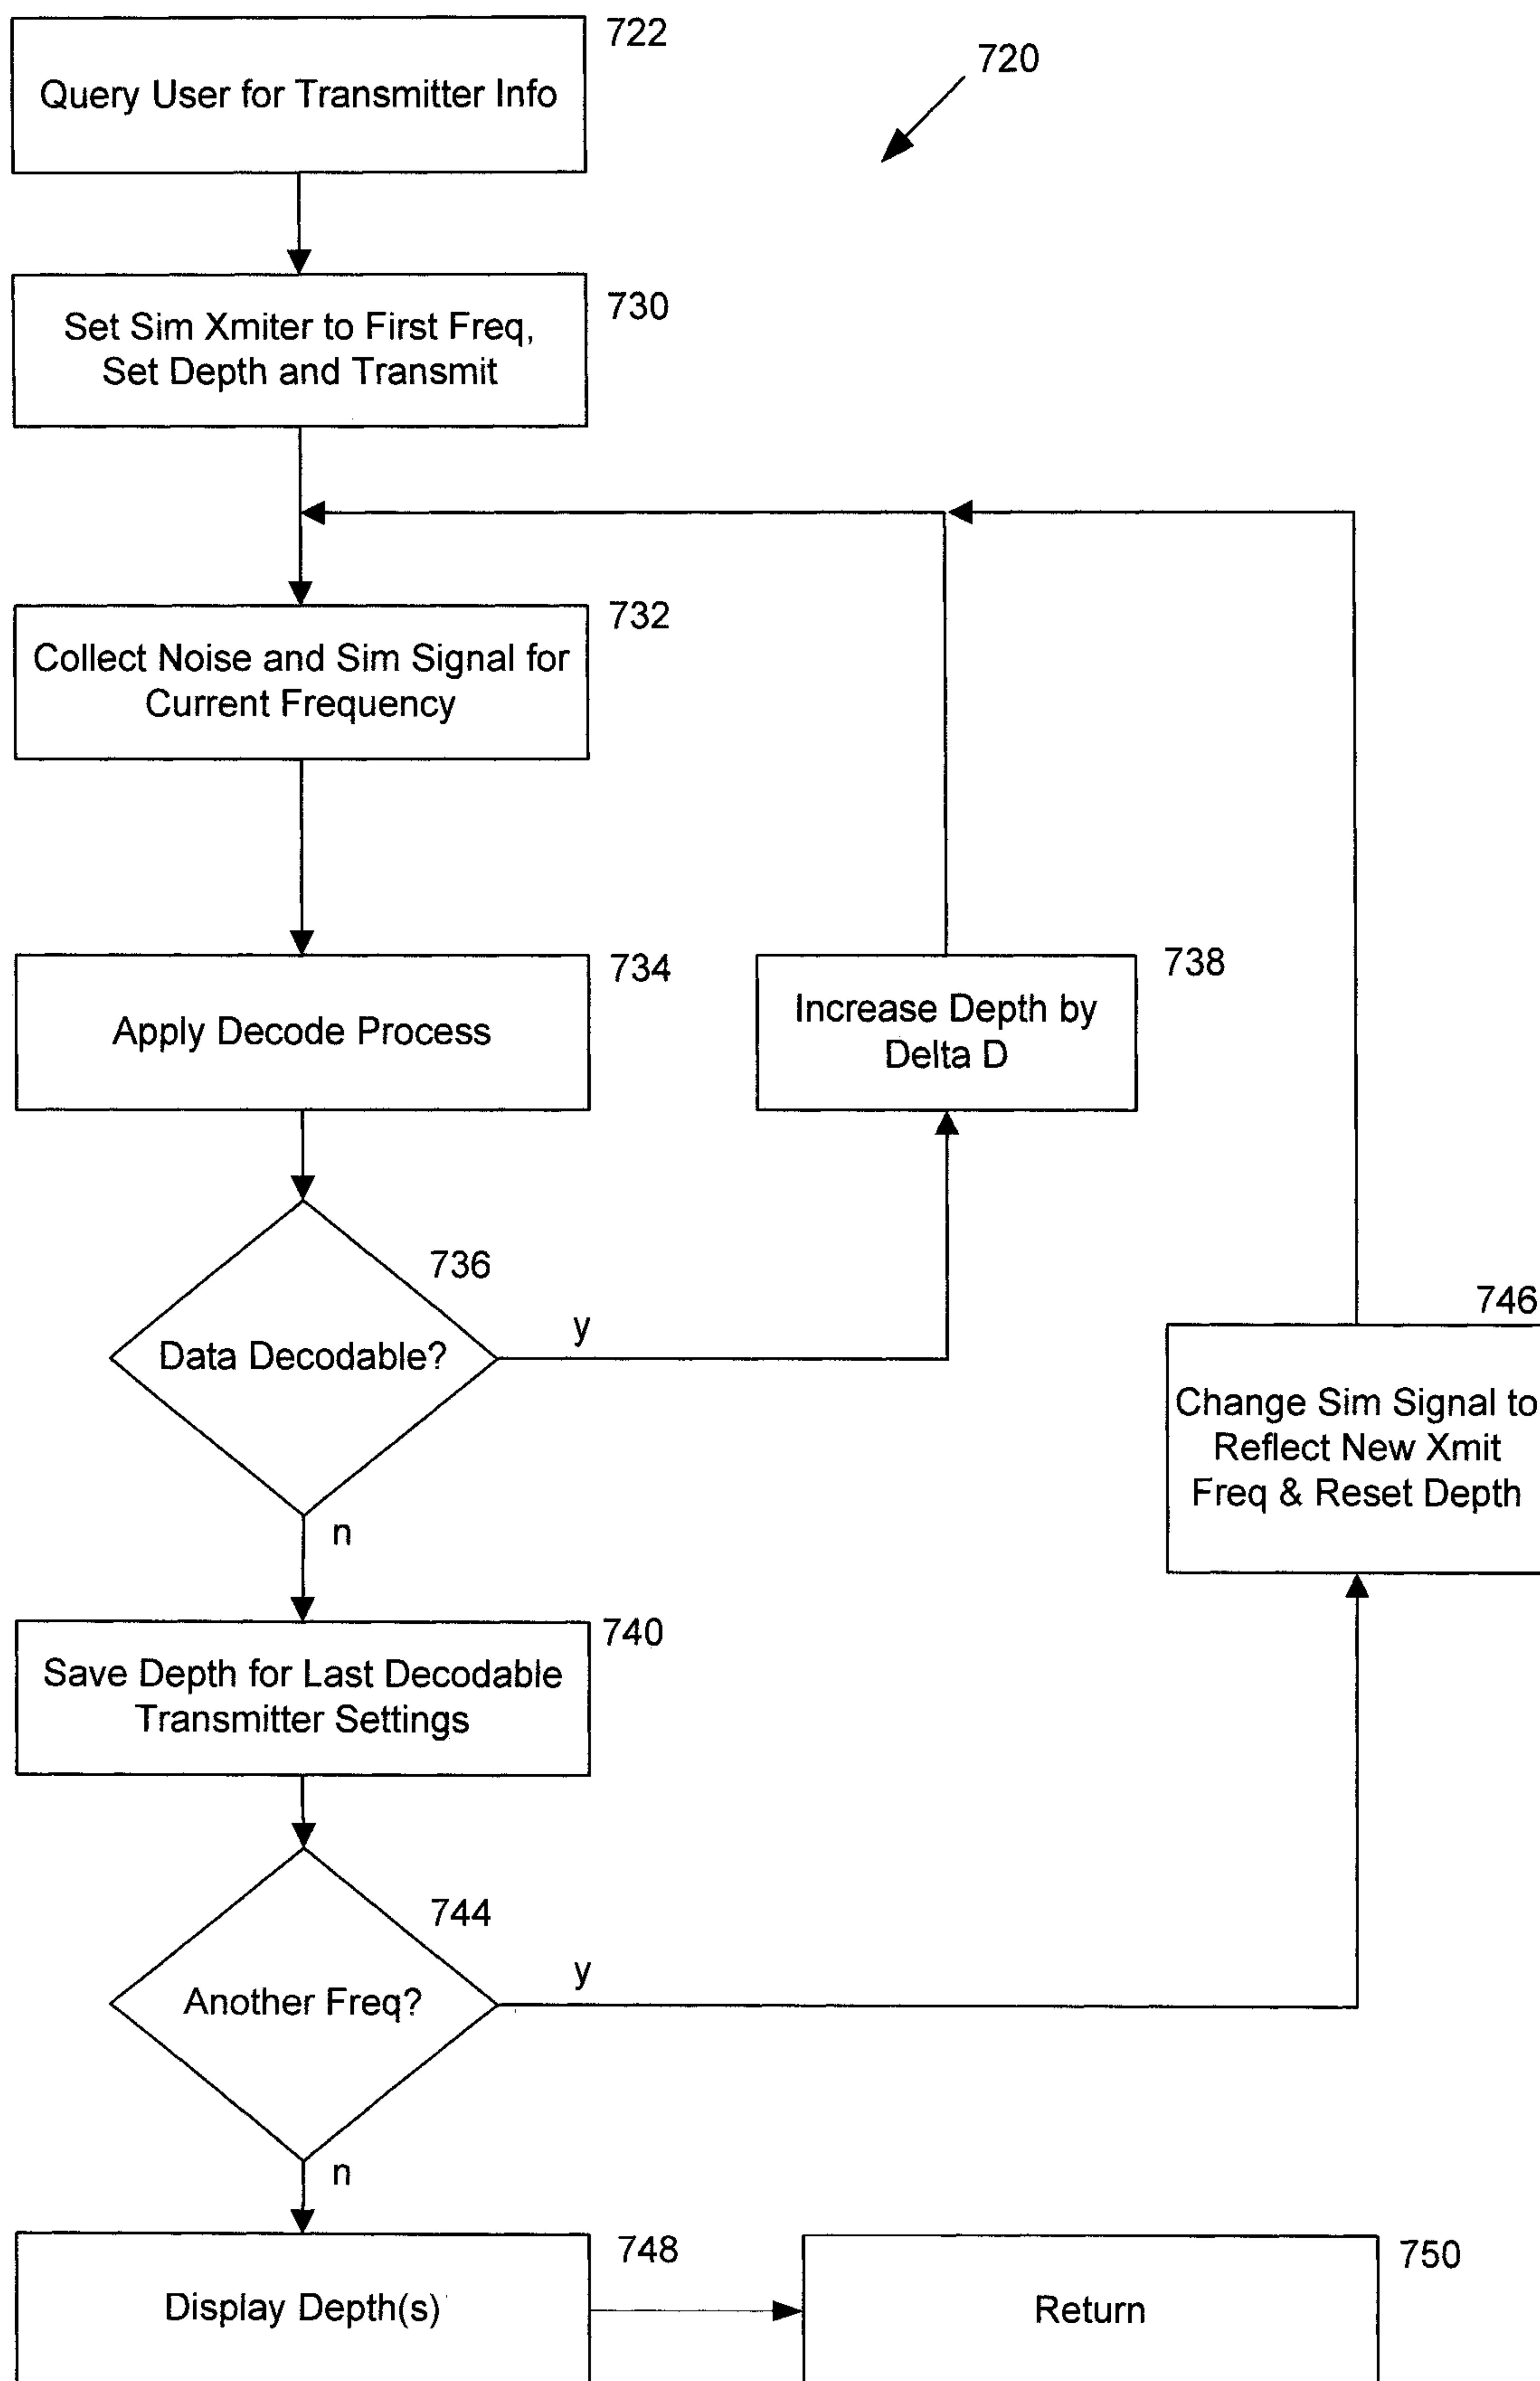 722
Query User for Transmitter Info
720
730
Set Sim Xmiter to First Freq,
Set Depth and Transmit
732
Collect Noise and Sim Signal for
Current Frequency
734
Apply Decode Process
738
Increase Depth by
Delta D
736
Data Decodable?
y
n
746
Change Sim Signal to
Reflect New Xmit
Freq & Reset Depth
740
Save Depth for Last Decodable
Transmitter Settings
744
Another Freq?
y
n
748
Display Depth(s)
750
Return